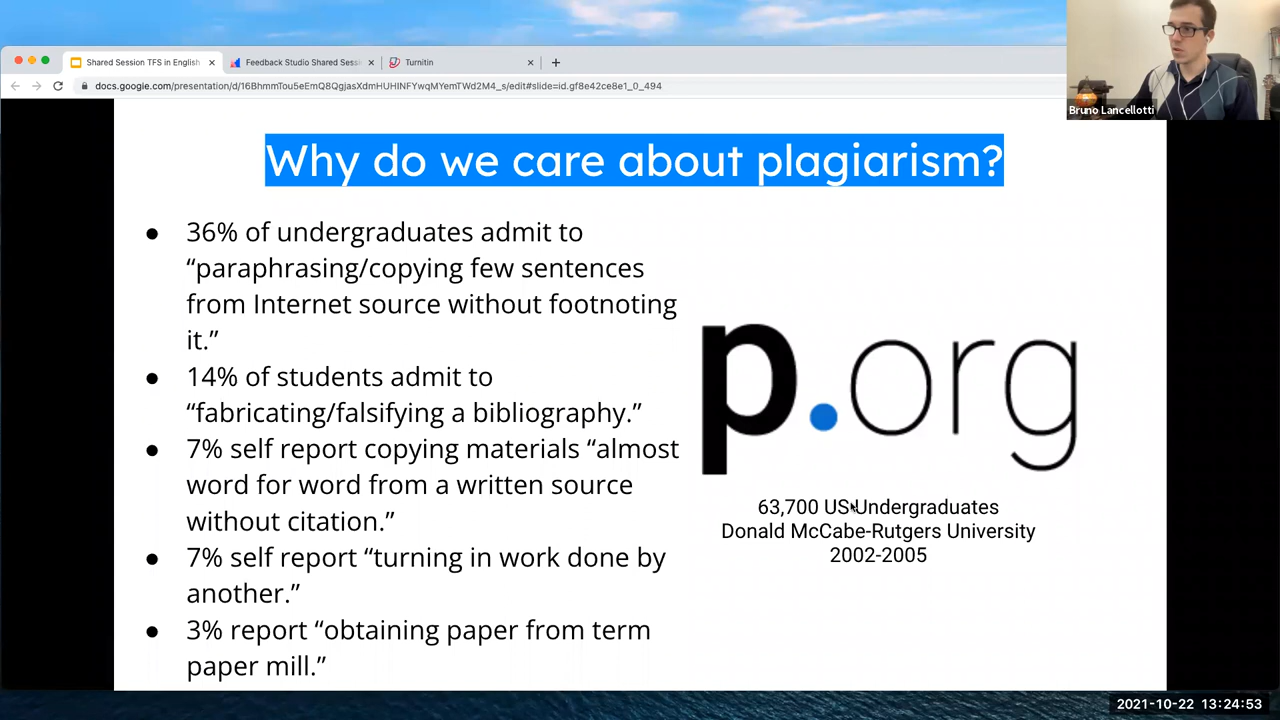 Shared Session TFS in English
Feedback Studio Shared Sessi
Turnitin
docs.google.com/presentation/d/16BhmmTou5eEmQ8QgjasXdmHUHINFYwqMYemTWd2M4_s/edit#slide=id.gf8e42ce8e1_0_494
Bruno Lancellotti
Why do we care about plagiarism?
● 36% of undergraduates admit to
“paraphrasing/copying few sentences
from Internet source without footnoting
it.”
● 14% of students admit to
“fabricating/falsifying a bibliography.”
● 7% self report copying materials “almost
word for word from a written source
without citation.”
● 7% self report “turning in work done by
another.”
● 3% report “obtaining paper from term
paper mill.”
p.org
63,700 US Undergraduates
Donald McCabe-Rutgers University
2002-2005
2021-10-22 13:24:53